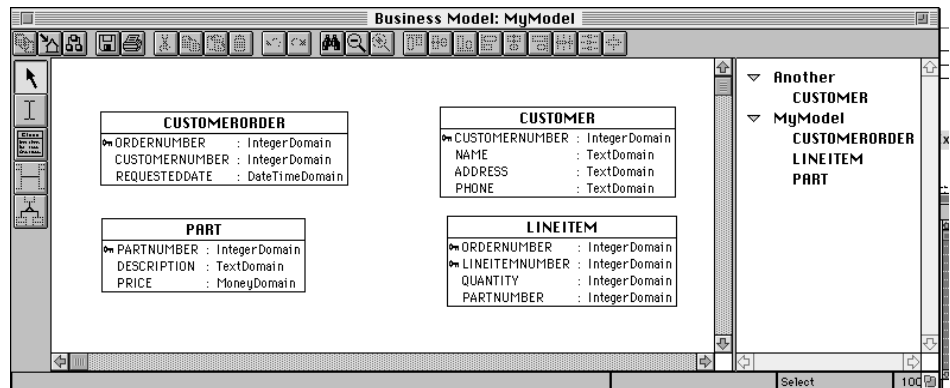 Business Model: MyModel
CUSTOMERORDER
ORDERNUMBER : IntegerDomain
CUSTOMERNUMBER : IntegerDomain
REQUESTEDDATE : DateTimeDomain
CUSTOMER
CUSTOMERNUMBER : IntegerDomain
NAME : TextDomain
ADDRESS : TextDomain
PHONE : TextDomain
PART
PARTNUMBER : IntegerDomain
DESCRIPTION : TextDomain
PRICE : MoneyDomain
LINEITEM
ORDERNUMBER : IntegerDomain
LINEITEMNUMBER : IntegerDomain
QUANTITY : IntegerDomain
PARTNUMBER : IntegerDomain
Another
CUSTOMER
MyModel
CUSTOMERORDER
LINEITEM
PART
Select
100